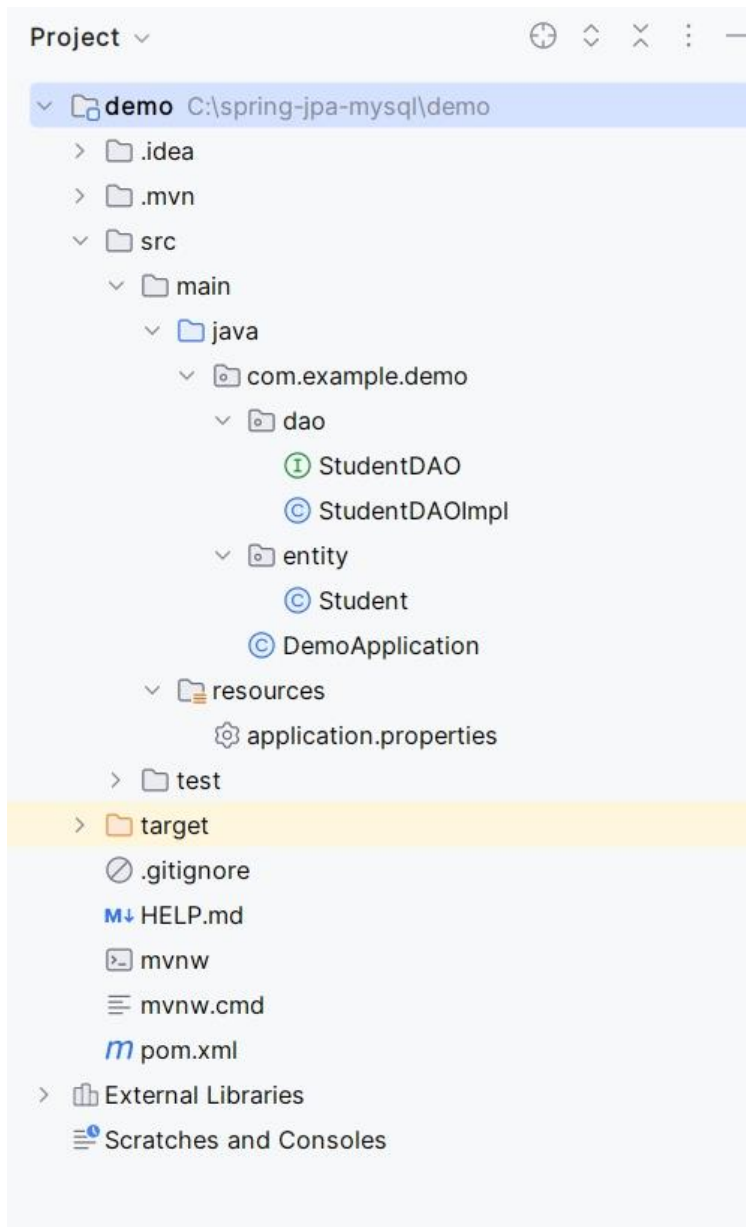 Project
demo C:\spring-jpa-mysql\demo
.idea
.mvn
src
main
java
com.example.demo
dao
I StudentDAO
C StudentDAOImpl
entity
C Student
C DemoApplication
resources
application.properties
test
target
.gitignore
M↓ HELP.md
mvnw
mvnw.cmd
m pom.xml
External Libraries
Scratches and Consoles